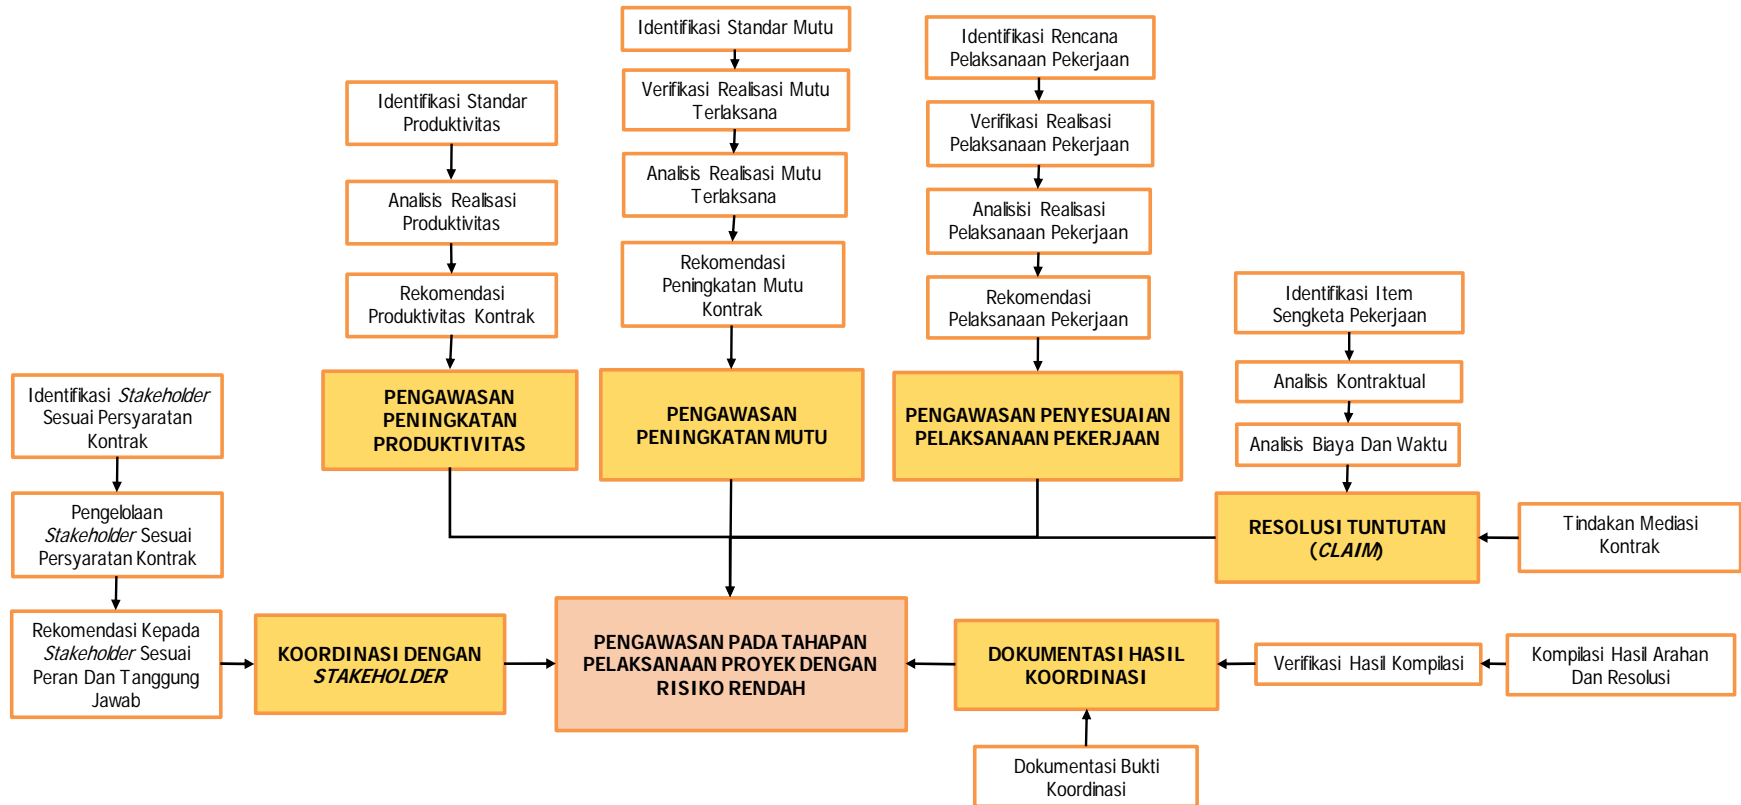 Identifikasi Standar Mutu
Verifikasi Realisasi Mutu
Terlaksana
Analisis Realisasi Mutu
Terlaksana
Rekomendasi
Peningkatan Mutu
Kontrak
PENGAWASAN
PENINGKATAN MUTU
Identifikasi Rencana
Pelaksanaan Pekerjaan
Verifikasi Realisasi
Pelaksanaan Pekerjaan
Analisisi Realisasi
Pelaksanaan Pekerjaan
Rekomendasi
Pelaksanaan Pekerjaan
PENGAWASAN PENYESUAIAN
PELAKSANAAN PEKERJAAN
Identifikasi Standar
Produktivitas
Analisis Realisasi
Produktivitas
Rekomendasi
Produktivitas Kontrak
PENGAWASAN
PENINGKATAN
PRODUKTIVITAS
Identifikasi Item
Sengketa Pekerjaan
Analisis Kontraktual
Analisis Biaya Dan Waktu
RESOLUSI TUNTUTAN
(CLAIM)
Tindakan Mediasi
Kontrak
Identifikasi Stakeholder
Sesuai Persyaratan
Kontrak
Pengelolaan
Stakeholder Sesuai
Persyaratan Kontrak
Rekomendasi Kepada
Stakeholder Sesuai
Peran Dan Tanggung
Jawab
KOORDINASI DENGAN
STAKEHOLDER
PENGAWASAN PADA TAHAPAN
PELAKSANAAN PROYEK DENGAN
RISIKO RENDAH
DOKUMENTASI HASIL
KOORDINASI
Verifikasi Hasil Kompilasi
Kompilasi Hasil Arahan
Dan Resolusi
Dokumentasi Bukti
Koordinasi